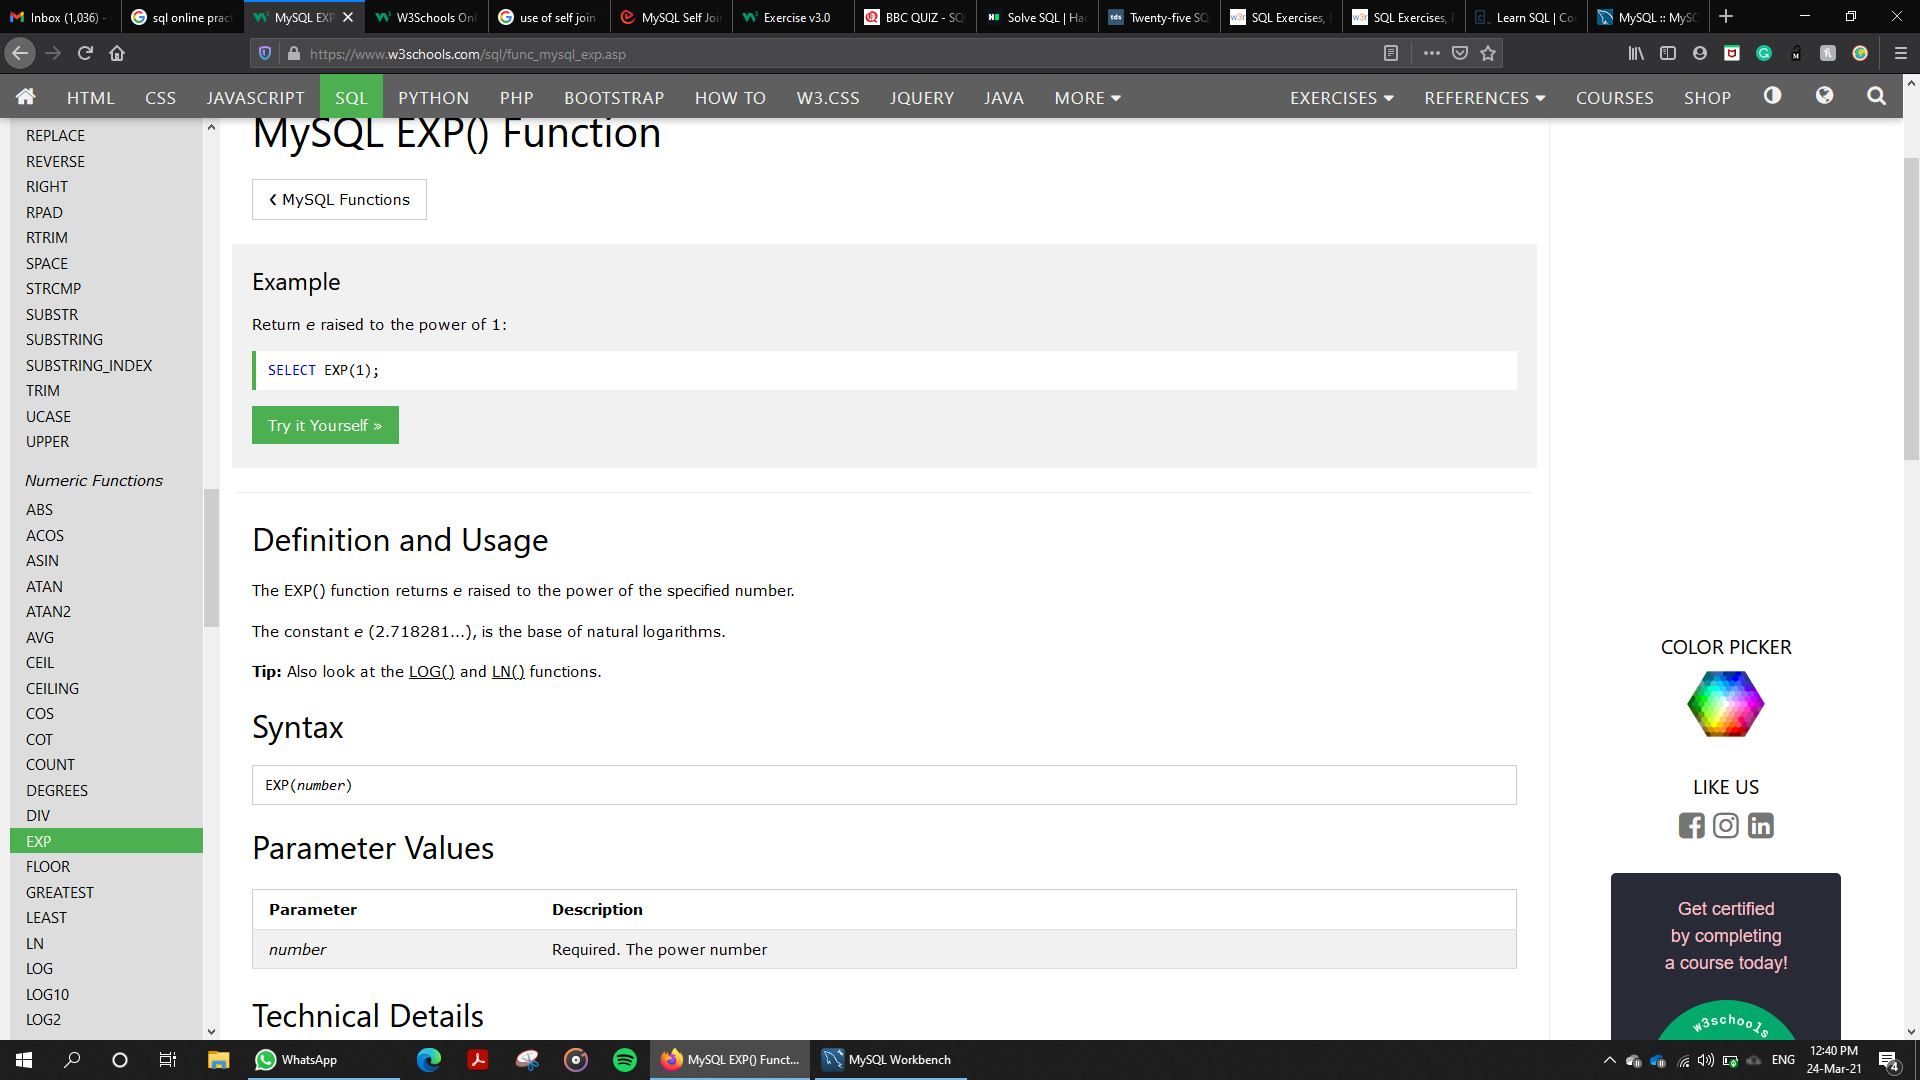 Inbox (1,036) -
sql online pract
MySQL EXP
W3Schools Onl
use of self join
MySQL Self Joi
Exercise v3.0
BBC QUIZ - SQ
Solve SQL | Hac
Twenty-five SQ
SQL Exercises, P
SQL Exercises, P
Learn SQL | Co
MySQL :: MyS
https://www.w3schools.com/sql/func_mysql_exp.asp
HTML CSS JAVASCRIPT SQL PYTHON PHP BOOTSTRAP HOW TO W3.CSS JQUERY JAVA MORE EXERCISES REFERENCES COURSES SHOP
REPLACE
REVERSE
RIGHT
RPAD
RTRIM
SPACE
STRCMP
SUBSTR
SUBSTRING
SUBSTRING_INDEX
TRIM
UCASE
UPPER
Numeric Functions
ABS
ACOS
ASIN
ATAN
ATAN2
AVG
CEIL
CEILING
COS
COT
COUNT
DEGREES
DIV
EXP
FLOOR
GREATEST
LEAST
LN
LOG
LOG10
LOG2
MySQL EXP() Function
❮ MySQL Functions
Example
Return e raised to the power of 1:
SELECT EXP(1);
Try it Yourself »
Definition and Usage
The EXP() function returns e raised to the power of the specified number.
The constant e (2.718281...), is the base of natural logarithms.
Tip: Also look at the LOG() and LN() functions.
Syntax
EXP(number)
Parameter Values
Parameter Description
number Required. The power number
Technical Details
COLOR PICKER
LIKE US
Get certified
by completing
a course today!
w3schools
WhatsApp
MySQL EXP() Funct...
MySQL Workbench
ENG
12:40 PM
24-Mar-21
4